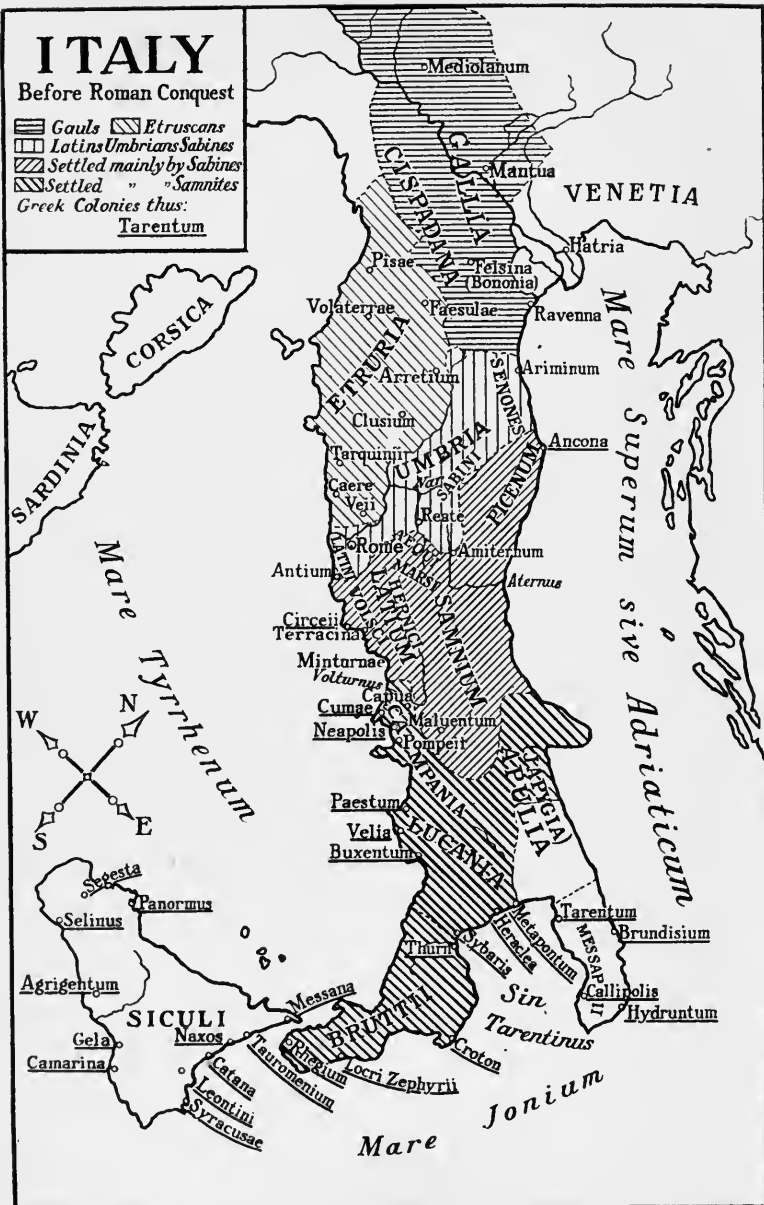 ITALY
Before Roman Conquest
Gauls Etruscans
Latins Umbrians Sabines
Settled mainly by Sabines
Settled " " Samnites
Greek Colonies thus:
Tarentum
Mediolanum
GALLIA
CISPADANA
Mantua
VENETIA
Hatria
Felsina
(Bononia)
Pisae
Volaterrae
Faesulae
Ravenna
CORSICA
SARDINIA
ETRURIA
Arretium
Ariminum
SENONES
Clusium
UMBRIA
Ancona
Tarquinii
Nar
SABINI
PICENUM
Caere
Veii
Reate
Rome
AEQUI
Amiternum
LATINI
MARSI
Aternus
Antium
HERNICI
LATIUM
VOLSCI
SAMNIUM
Circeii
Terracina
Minturnae
Volturnus
Capua
Cumae
Maluentum
Neapolis
Pompeii
CAMPANIA
(IAPYGIA)
APULIA
Paestum
Velia
LUCANIA
Buxentum
Mare Tyrrhenum
Mare Superum sive Adriaticum
W
N
S
E
Segesta
Panormus
Selinus
Agrigentum
SICULI
Gela
Camarina
Naxos
Messana
Catana
Leontini
Syracusae
Tauromenium
BRUTTII
Rhegium
Locri Zephyrii
Croton
Thurii
Sybaris
Heraclea
Metapontum
Tarentum
Brundisium
MESSAPII
Callipolis
Hydruntum
Sin
Tarentinus
Mare Jonium